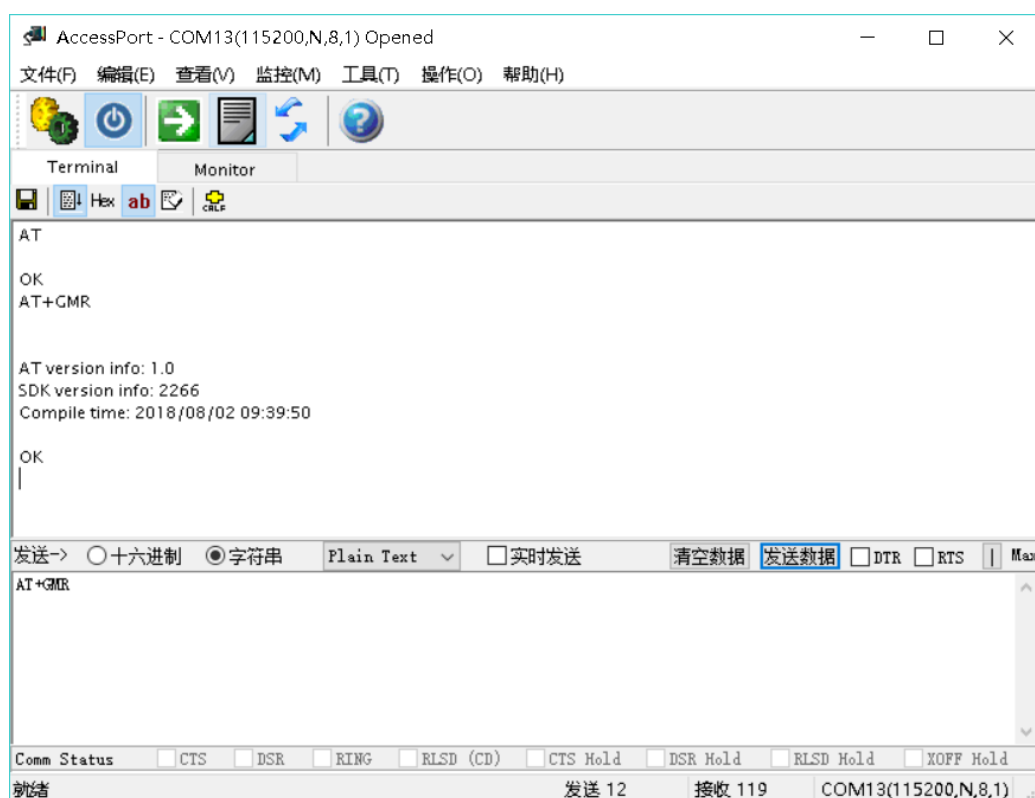 AccessPort - COM13(115200,N,8,1) Opened
文件(F) 编辑(E) 查看(V) 监控(M) 工具(T) 操作(O) 帮助(H)
Terminal Monitor
Hex ab CRLF
AT
OK
AT+GMR
AT version info: 1.0
SDK version info: 2266
Compile time: 2018/08/02 09:39:50
OK
发送-> 十六进制 字符串 Plain Text 实时发送 清空数据 发送数据 DTR RTS Max
AT+GMR
Comm Status CTS DSR RING RLSD (CD) CTS Hold DSR Hold RLSD Hold XOFF Hold
就绪 发送 12 接收 119 COM13(115200,N,8,1)